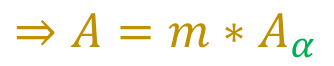 ⇒ A = m * A_α